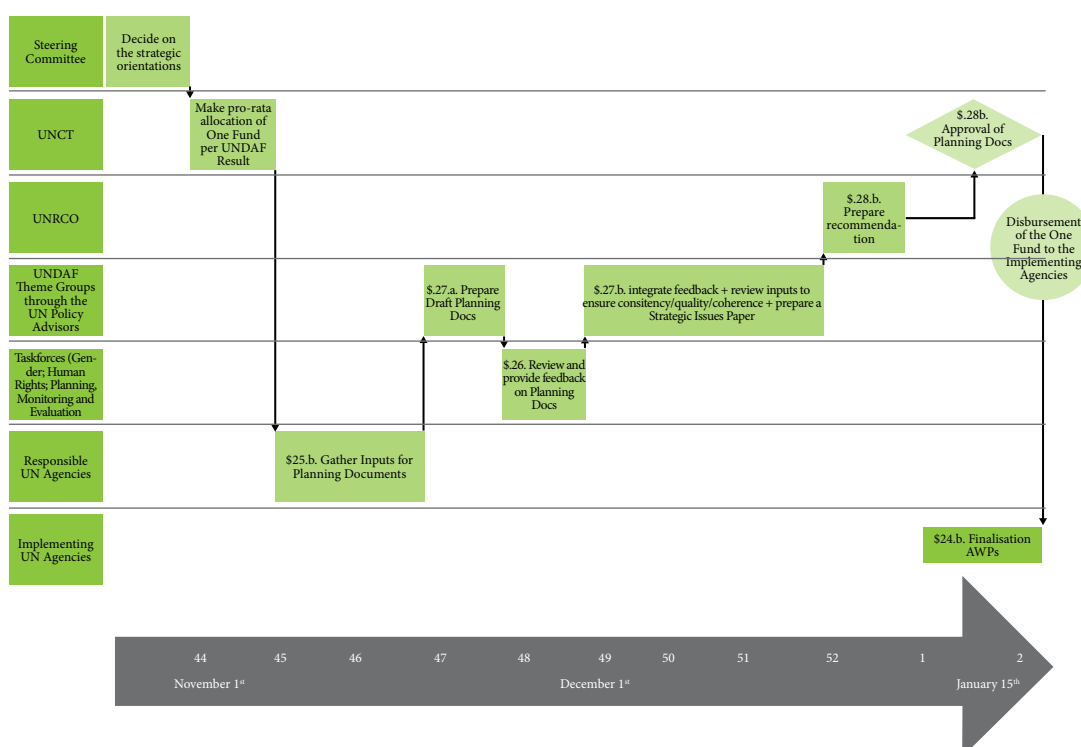 Steering
Committee
Decide on
the strategic
orientations
UNCT
Make pro-rata
allocation of
One Fund
per UNDAF
Result
$.28b.
Approval of
Planning Docs
UNRCO
$.28.b.
Prepare
recommenda-
tion
Disbursement
of the One
Fund to the
Implementing
Agencies
UNDAF
Theme Groups
through the
UN Policy
Advisors
$.27.a. Prepare
Draft Planning
Docs
$.27.b. integrate feedback + review inputs to
ensure consitency/quality/coherence + prepare a
Strategic Issues Paper
Taskforces (Gen-
der; Human
Rights; Planning,
Monitoring and
Evaluation
$.26. Review and
provide feedback
on Planning
Docs
Responsible
UN Agencies
$25.b. Gather Inputs for
Planning Documents
Implementing
UN Agencies
$24.b. Finalisation
AWPs
44 45 46 47 48 49 50 51 52 1 2
November 1st December 1st January 15th